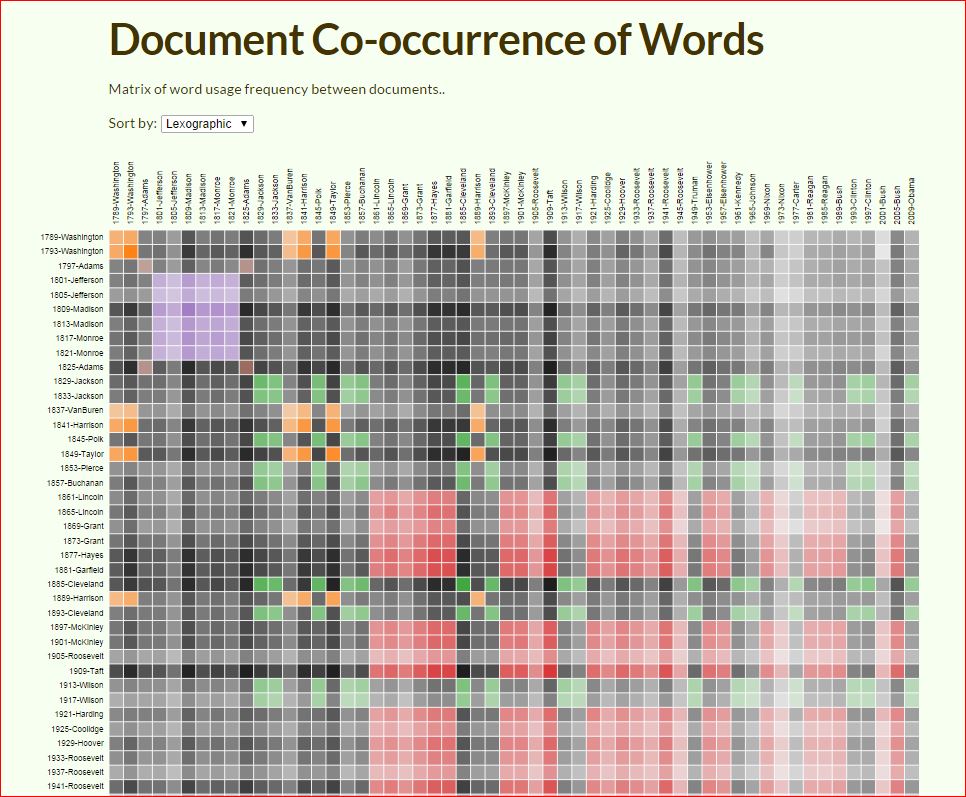 Document Co-occurrence of Words
Matrix of word usage frequency between documents..
Sort by: Lexographic ▼
1789-Washington
1793-Washington
1797-Adams
1801-Jefferson
1805-Jefferson
1809-Madison
1813-Madison
1817-Monroe
1821-Monroe
1825-Adams
1829-Jackson
1833-Jackson
1837-VanBuren
1841-Harrison
1845-Polk
1849-Taylor
1853-Pierce
1857-Buchanan
1861-Lincoln
1865-Lincoln
1869-Grant
1873-Grant
1877-Hayes
1881-Garfield
1885-Cleveland
1889-Harrison
1893-Cleveland
1897-McKinley
1901-McKinley
1905-Roosevelt
1909-Taft
1913-Wilson
1917-Wilson
1921-Harding
1925-Coolidge
1929-Hoover
1933-Roosevelt
1937-Roosevelt
1941-Roosevelt
1945-Roosevelt
1949-Truman
1953-Eisenhower
1957-Eisenhower
1961-Kennedy
1965-Johnson
1969-Nixon
1973-Nixon
1977-Carter
1981-Reagan
1985-Reagan
1989-Bush
1993-Clinton
1997-Clinton
2001-Bush
2005-Bush
2009-Obama
1789-Washington
1793-Washington
1797-Adams
1801-Jefferson
1805-Jefferson
1809-Madison
1813-Madison
1817-Monroe
1821-Monroe
1825-Adams
1829-Jackson
1833-Jackson
1837-VanBuren
1841-Harrison
1845-Polk
1849-Taylor
1853-Pierce
1857-Buchanan
1861-Lincoln
1865-Lincoln
1869-Grant
1873-Grant
1877-Hayes
1881-Garfield
1885-Cleveland
1889-Harrison
1893-Cleveland
1897-McKinley
1901-McKinley
1905-Roosevelt
1909-Taft
1913-Wilson
1917-Wilson
1921-Harding
1925-Coolidge
1929-Hoover
1933-Roosevelt
1937-Roosevelt
1941-Roosevelt